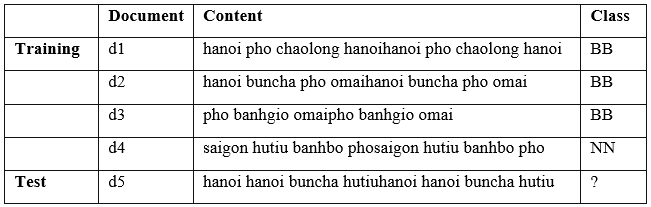 Document Content Class
Training d1 hanoi pho chaolong hanoihanoi pho chaolong hanoi BB
d2 hanoi buncha pho omaihanoi buncha pho omai BB
d3 pho banhgio omaipho banhgio omai BB
d4 saigon hutiu banhbo phosaigon hutiu banhbo pho NN
Test d5 hanoi hanoi buncha hutiuhanoi hanoi buncha hutiu ?